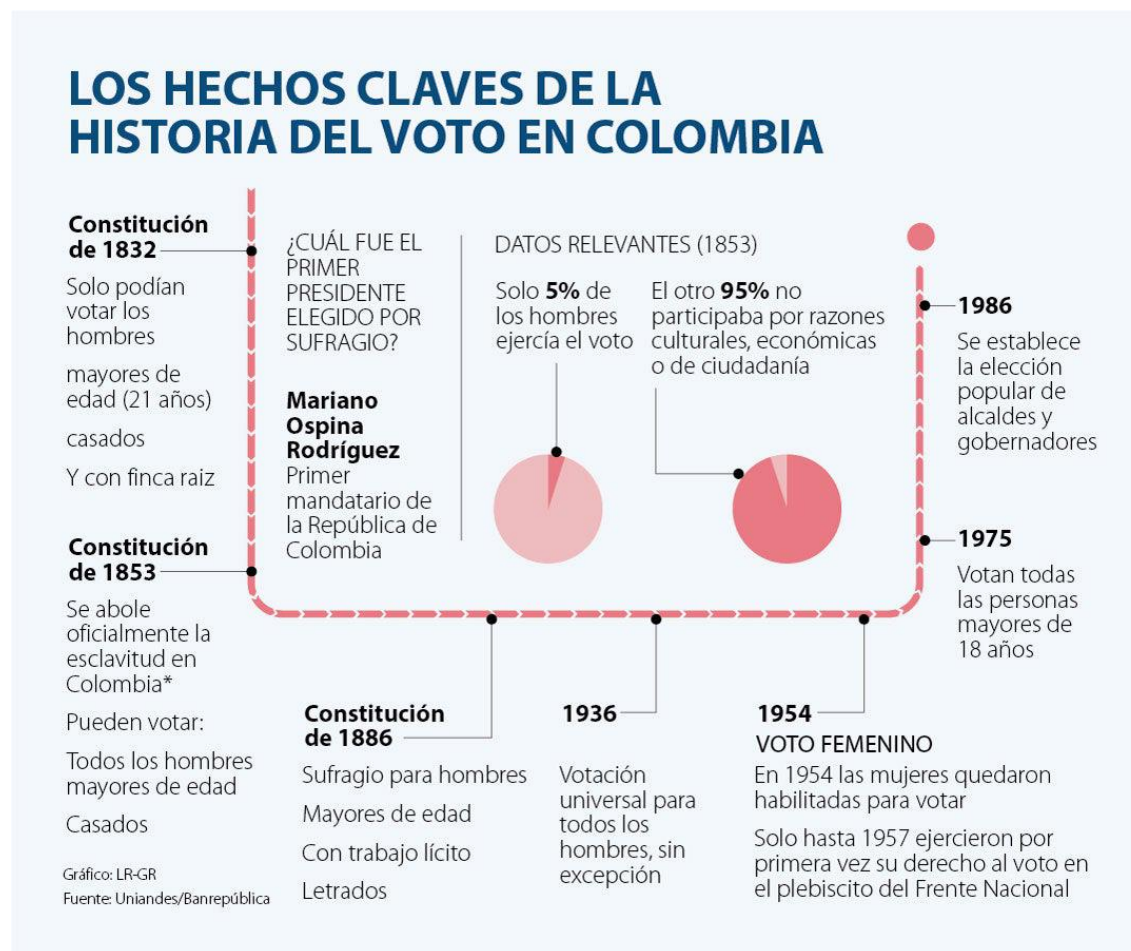 LOS HECHOS CLAVES DE LA
HISTORIA DEL VOTO EN COLOMBIA
Constitución
de 1832
Solo podían
votar los
hombres
mayores de
edad (21 años)
casados
Y con finca raiz
¿CUÁL FUE EL
PRIMER
PRESIDENTE
ELEGIDO POR
SUFRAGIO?
Mariano
Ospina
Rodríguez
Primer
mandatario de
la República de
Colombia
DATOS RELEVANTES (1853)
Solo 5% de
los hombres
ejercía el voto
El otro 95% no
participaba por razones
culturales, económicas
o de ciudadanía
Constitución
de 1853
Se abole
oficialmente la
esclavitud en
Colombia*
Pueden votar:
Todos los hombres
mayores de edad
Casados
Constitución
de 1886
Sufragio para hombres
Mayores de edad
Con trabajo lícito
Letrados
1936
Votación
universal para
todos los
hombres, sin
excepción
1954
VOTO FEMENINO
En 1954 las mujeres quedaron
habilitadas para votar
Solo hasta 1957 ejercieron por
primera vez su derecho al voto en
el plebiscito del Frente Nacional
1975
Votan todas
las personas
mayores de
18 años
1986
Se establece
la elección
popular de
alcaldes y
gobernadores
Gráfico: LR-GR
Fuente: Uniandes/Banrepública